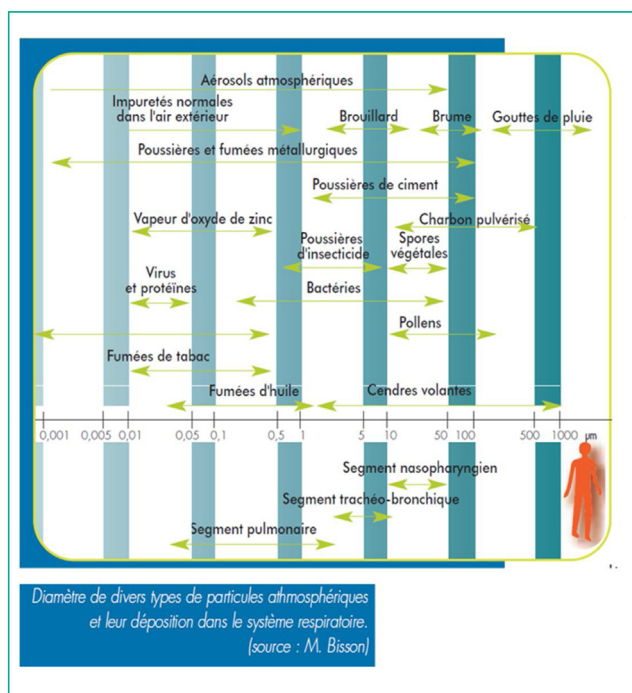 Aérosols atmosphériques
Impuretés normales
dans l'air extérieur
Brouillard
Brume
Gouttes de pluie
Poussières et fumées métallurgiques
Poussières de ciment
Vapeur d'oxyde de zinc
Charbon pulvérisé
Poussières
d'insecticide
Spores
végétales
Virus
et protéines
Bactéries
Pollens
Fumées de tabac
Fumées d'huile
Cendres volantes
0,001 0,005 0,01 0,05 0,1 0,5 1 5 10 50 100 500 1000 µm
Segment nasopharyngien
Segment trachéo-bronchique
Segment pulmonaire
Diamètre de divers types de particules athmosphériques
et leur déposition dans le système respiratoire.
(source : M. Bisson)